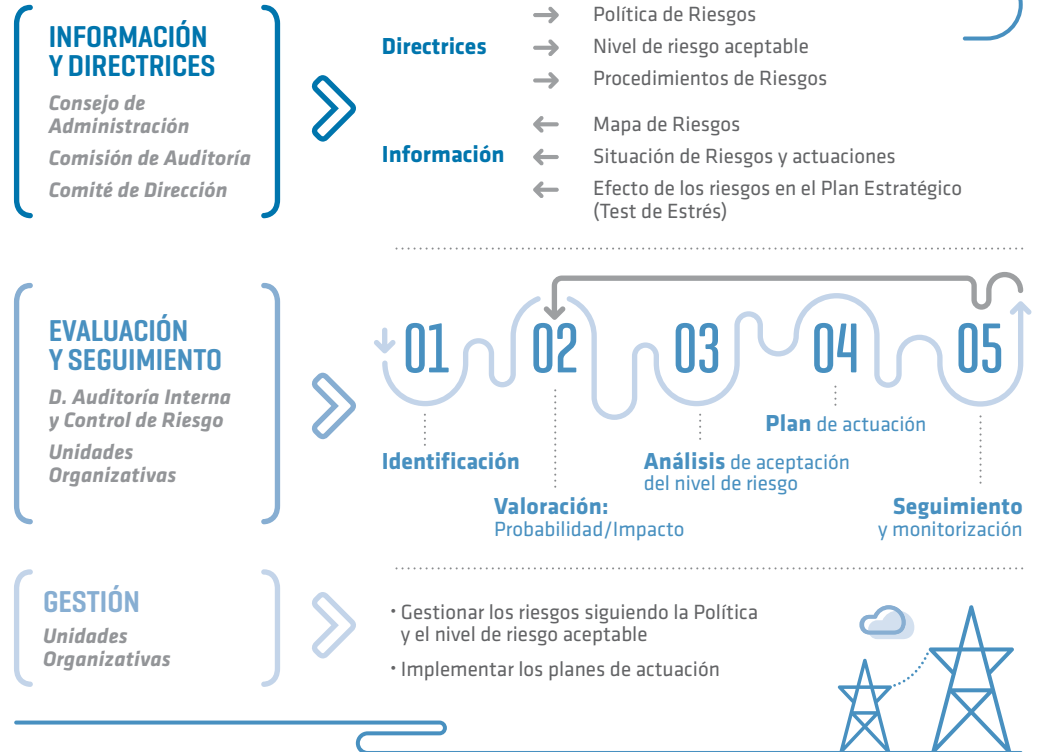 INFORMACIÓN
Y DIRECTRICES
Consejo de
Administración
Comisión de Auditoría
Comité de Dirección
Directrices
→ Política de Riesgos
→ Nivel de riesgo aceptable
→ Procedimientos de Riesgos
Información
← Mapa de Riesgos
← Situación de Riesgos y actuaciones
← Efecto de los riesgos en el Plan Estratégico
(Test de Estrés)
EVALUACIÓN
Y SEGUIMIENTO
D. Auditoría Interna
y Control de Riesgo
Unidades
Organizativas
01
Identificación
02
Valoración:
Probabilidad/Impacto
03
Análisis de aceptación
del nivel de riesgo
04
Plan de actuación
05
Seguimiento
y monitorización
GESTIÓN
Unidades
Organizativas
• Gestionar los riesgos siguiendo la Política
y el nivel de riesgo aceptable
• Implementar los planes de actuación